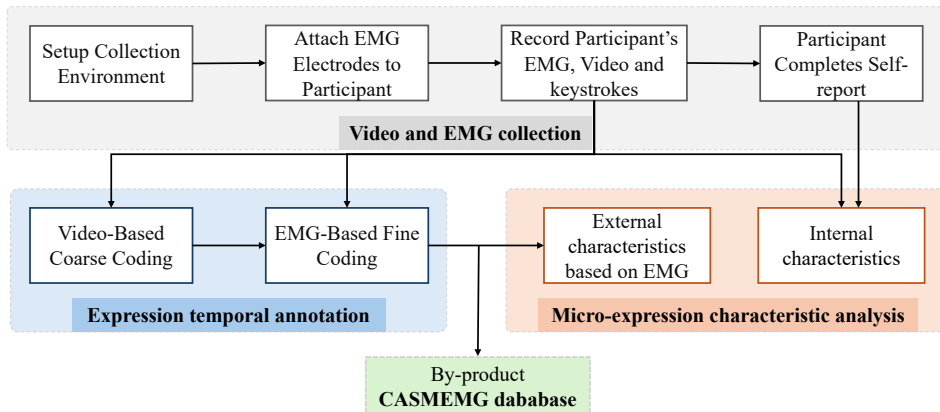 Setup Collection
Environment
Attach EMG
Electrodes to
Participant
Record Participant's
EMG, Video and
keystrokes
Participant
Completes Self-
report
Video and EMG collection
Video-Based
Coarse Coding
EMG-Based Fine
Coding
External
characteristics
based on EMG
Internal
characteristics
Expression temporal annotation
Micro-expression characteristic analysis
By-product
CASMEMG dababase